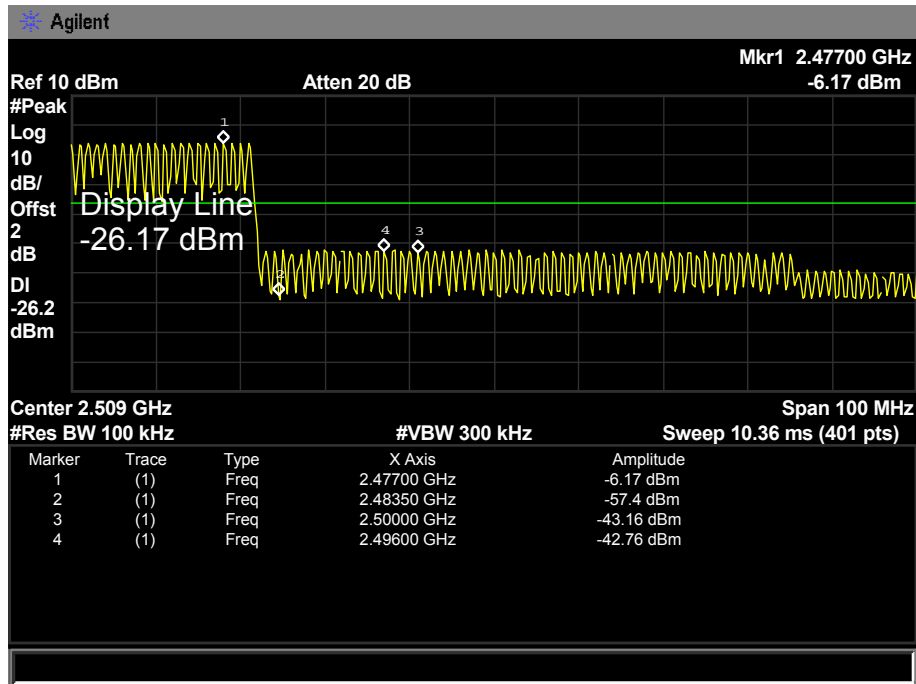 Agilent
Mkr1 2.47700 GHz
Ref 10 dBm Atten 20 dB -6.17 dBm
#Peak
Log
10
dB/
Offst
2
dB
DI
-26.2
dBm
1
Display Line
-26.17 dBm
2
4
3
Center 2.509 GHz Span 100 MHz
#Res BW 100 kHz #VBW 300 kHz Sweep 10.36 ms (401 pts)
Marker Trace Type X Axis Amplitude
1 (1) Freq 2.47700 GHz -6.17 dBm
2 (1) Freq 2.48350 GHz -57.4 dBm
3 (1) Freq 2.50000 GHz -43.16 dBm
4 (1) Freq 2.49600 GHz -42.76 dBm